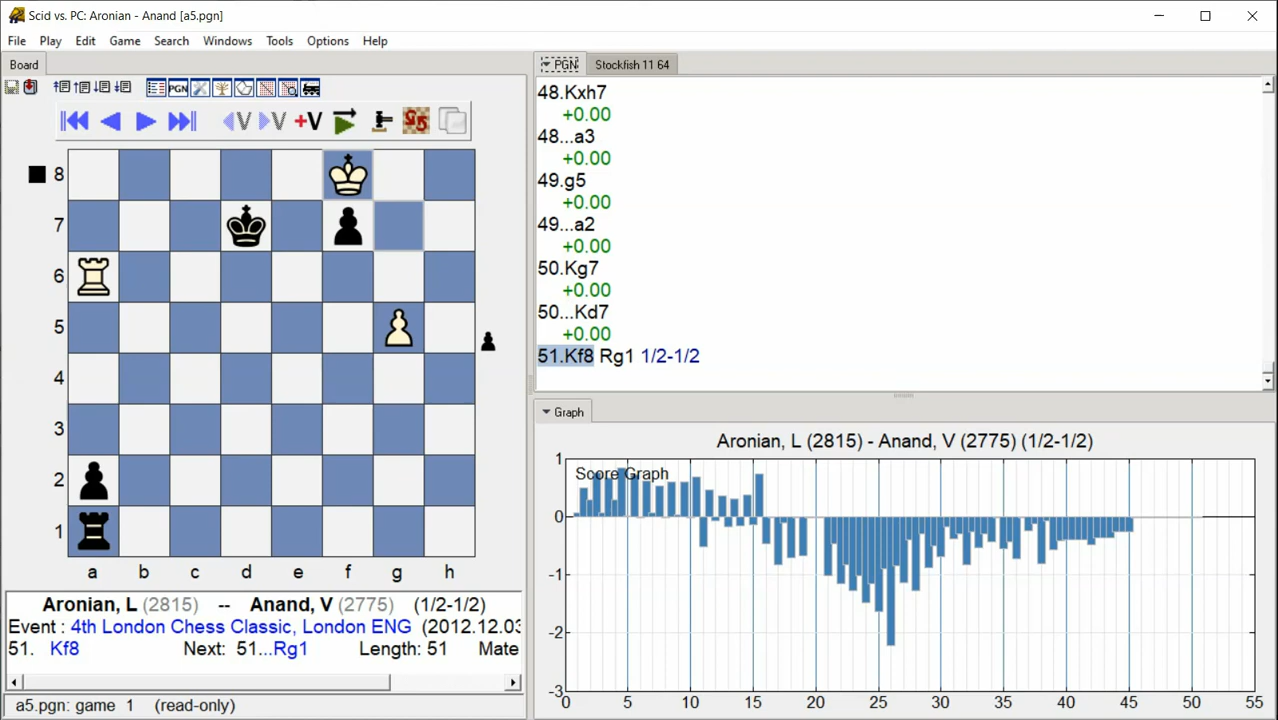 Scid vs. PC: Aronian - Anand [a5.pgn]
File Play Edit Game Search Windows Tools Options Help
Board
PGN
V V +V
8
7
6
5
4
3
2
1
a b c d e f g h
Aronian, L (2815) -- Anand, V (2775) (1/2-1/2)
Event : 4th London Chess Classic, London ENG (2012.12.03
51. Kf8 Next: 51...Rg1 Length: 51 Mate
a5.pgn: game 1 (read-only)
PGN Stockfish 11 64
48.Kxh7
+0.00
48...a3
+0.00
49.g5
+0.00
49...a2
+0.00
50.Kg7
+0.00
50...Kd7
+0.00
51.Kf8 Rg1 1/2-1/2
Graph
Aronian, L (2815) - Anand, V (2775) (1/2-1/2)
Score Graph
1
0
-1
-2
-3
0 5 10 15 20 25 30 35 40 45 50 55